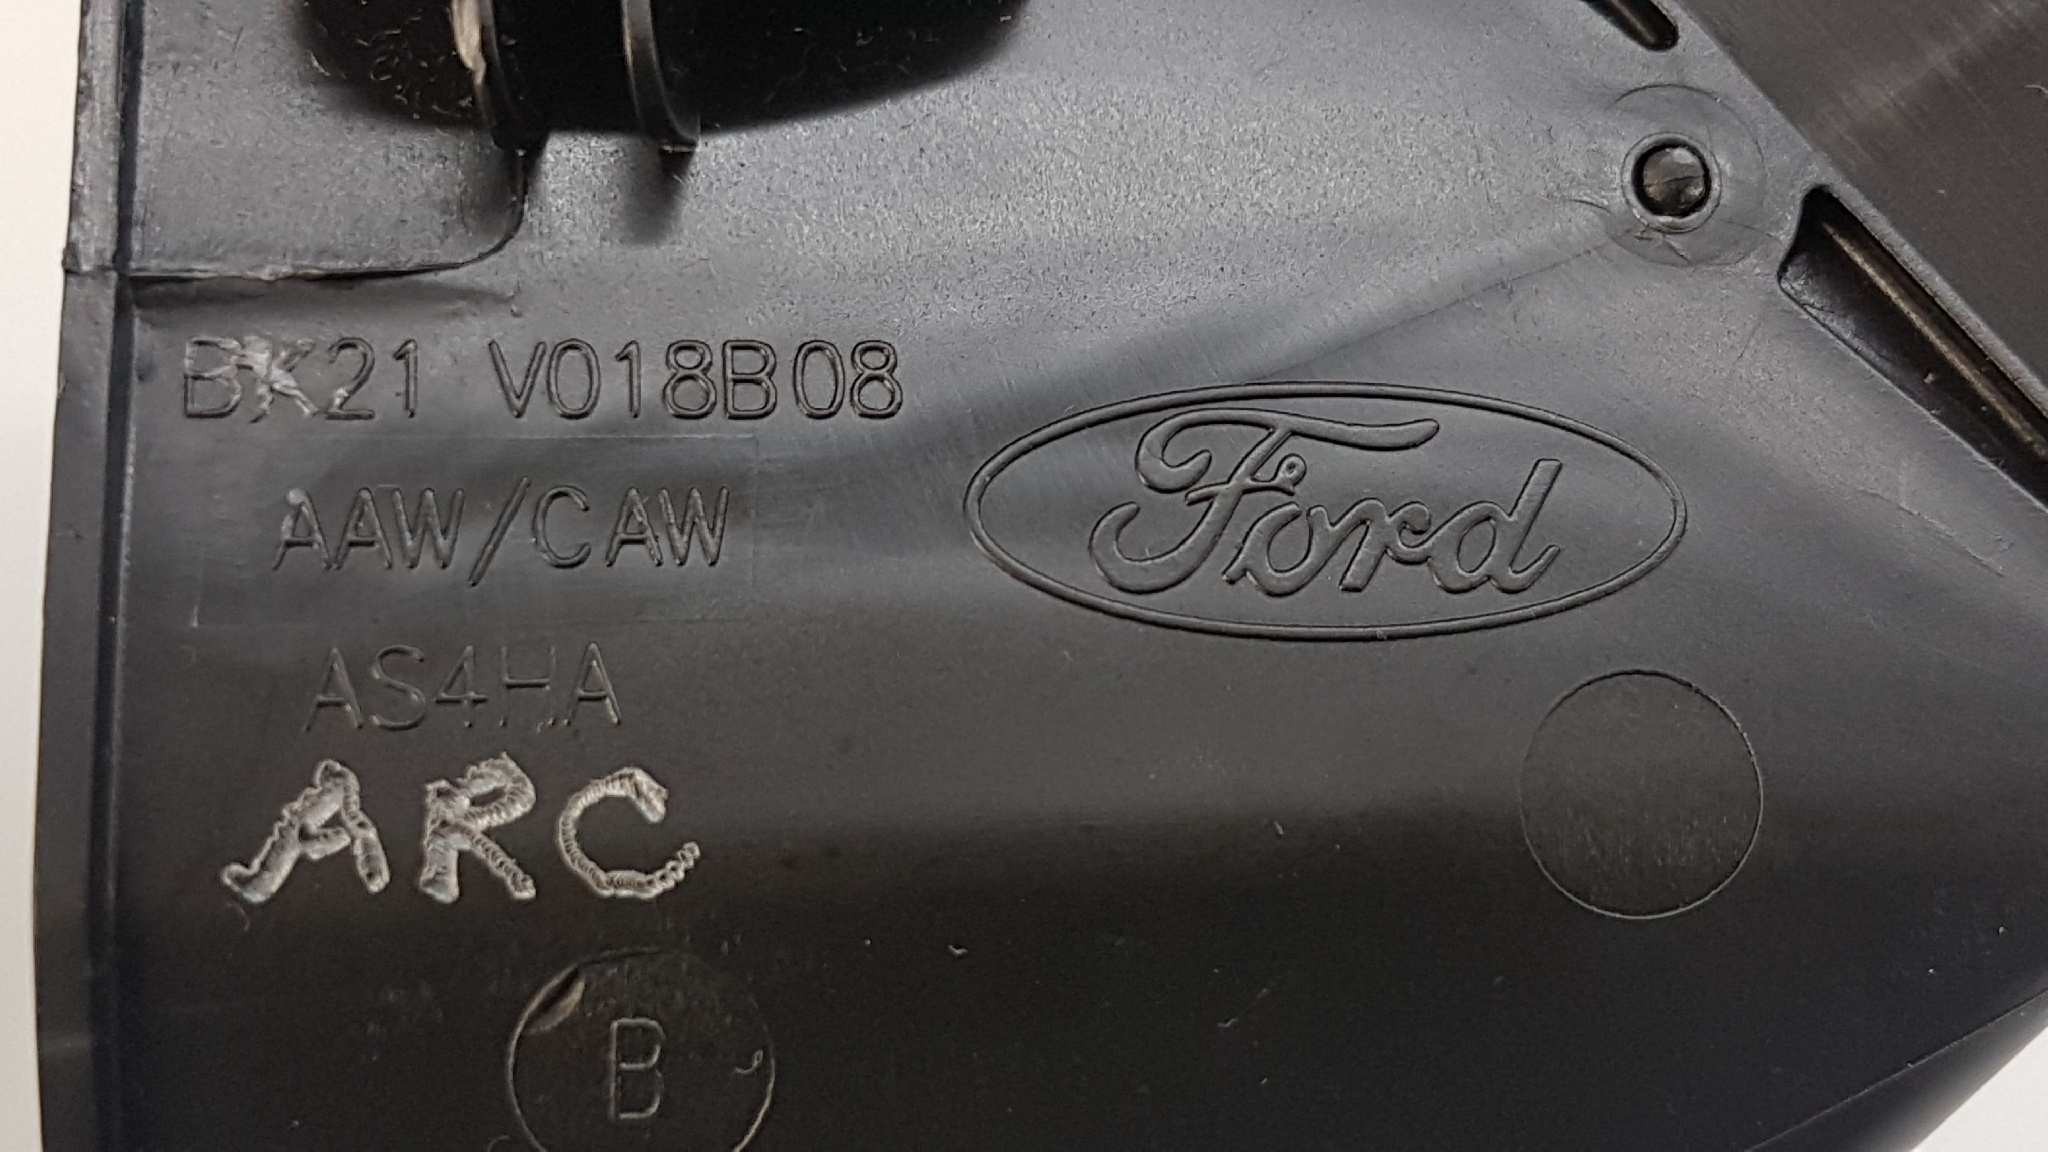 BK21 V018B08
AAW/CAW
Ford
AS4HA
ARC
B